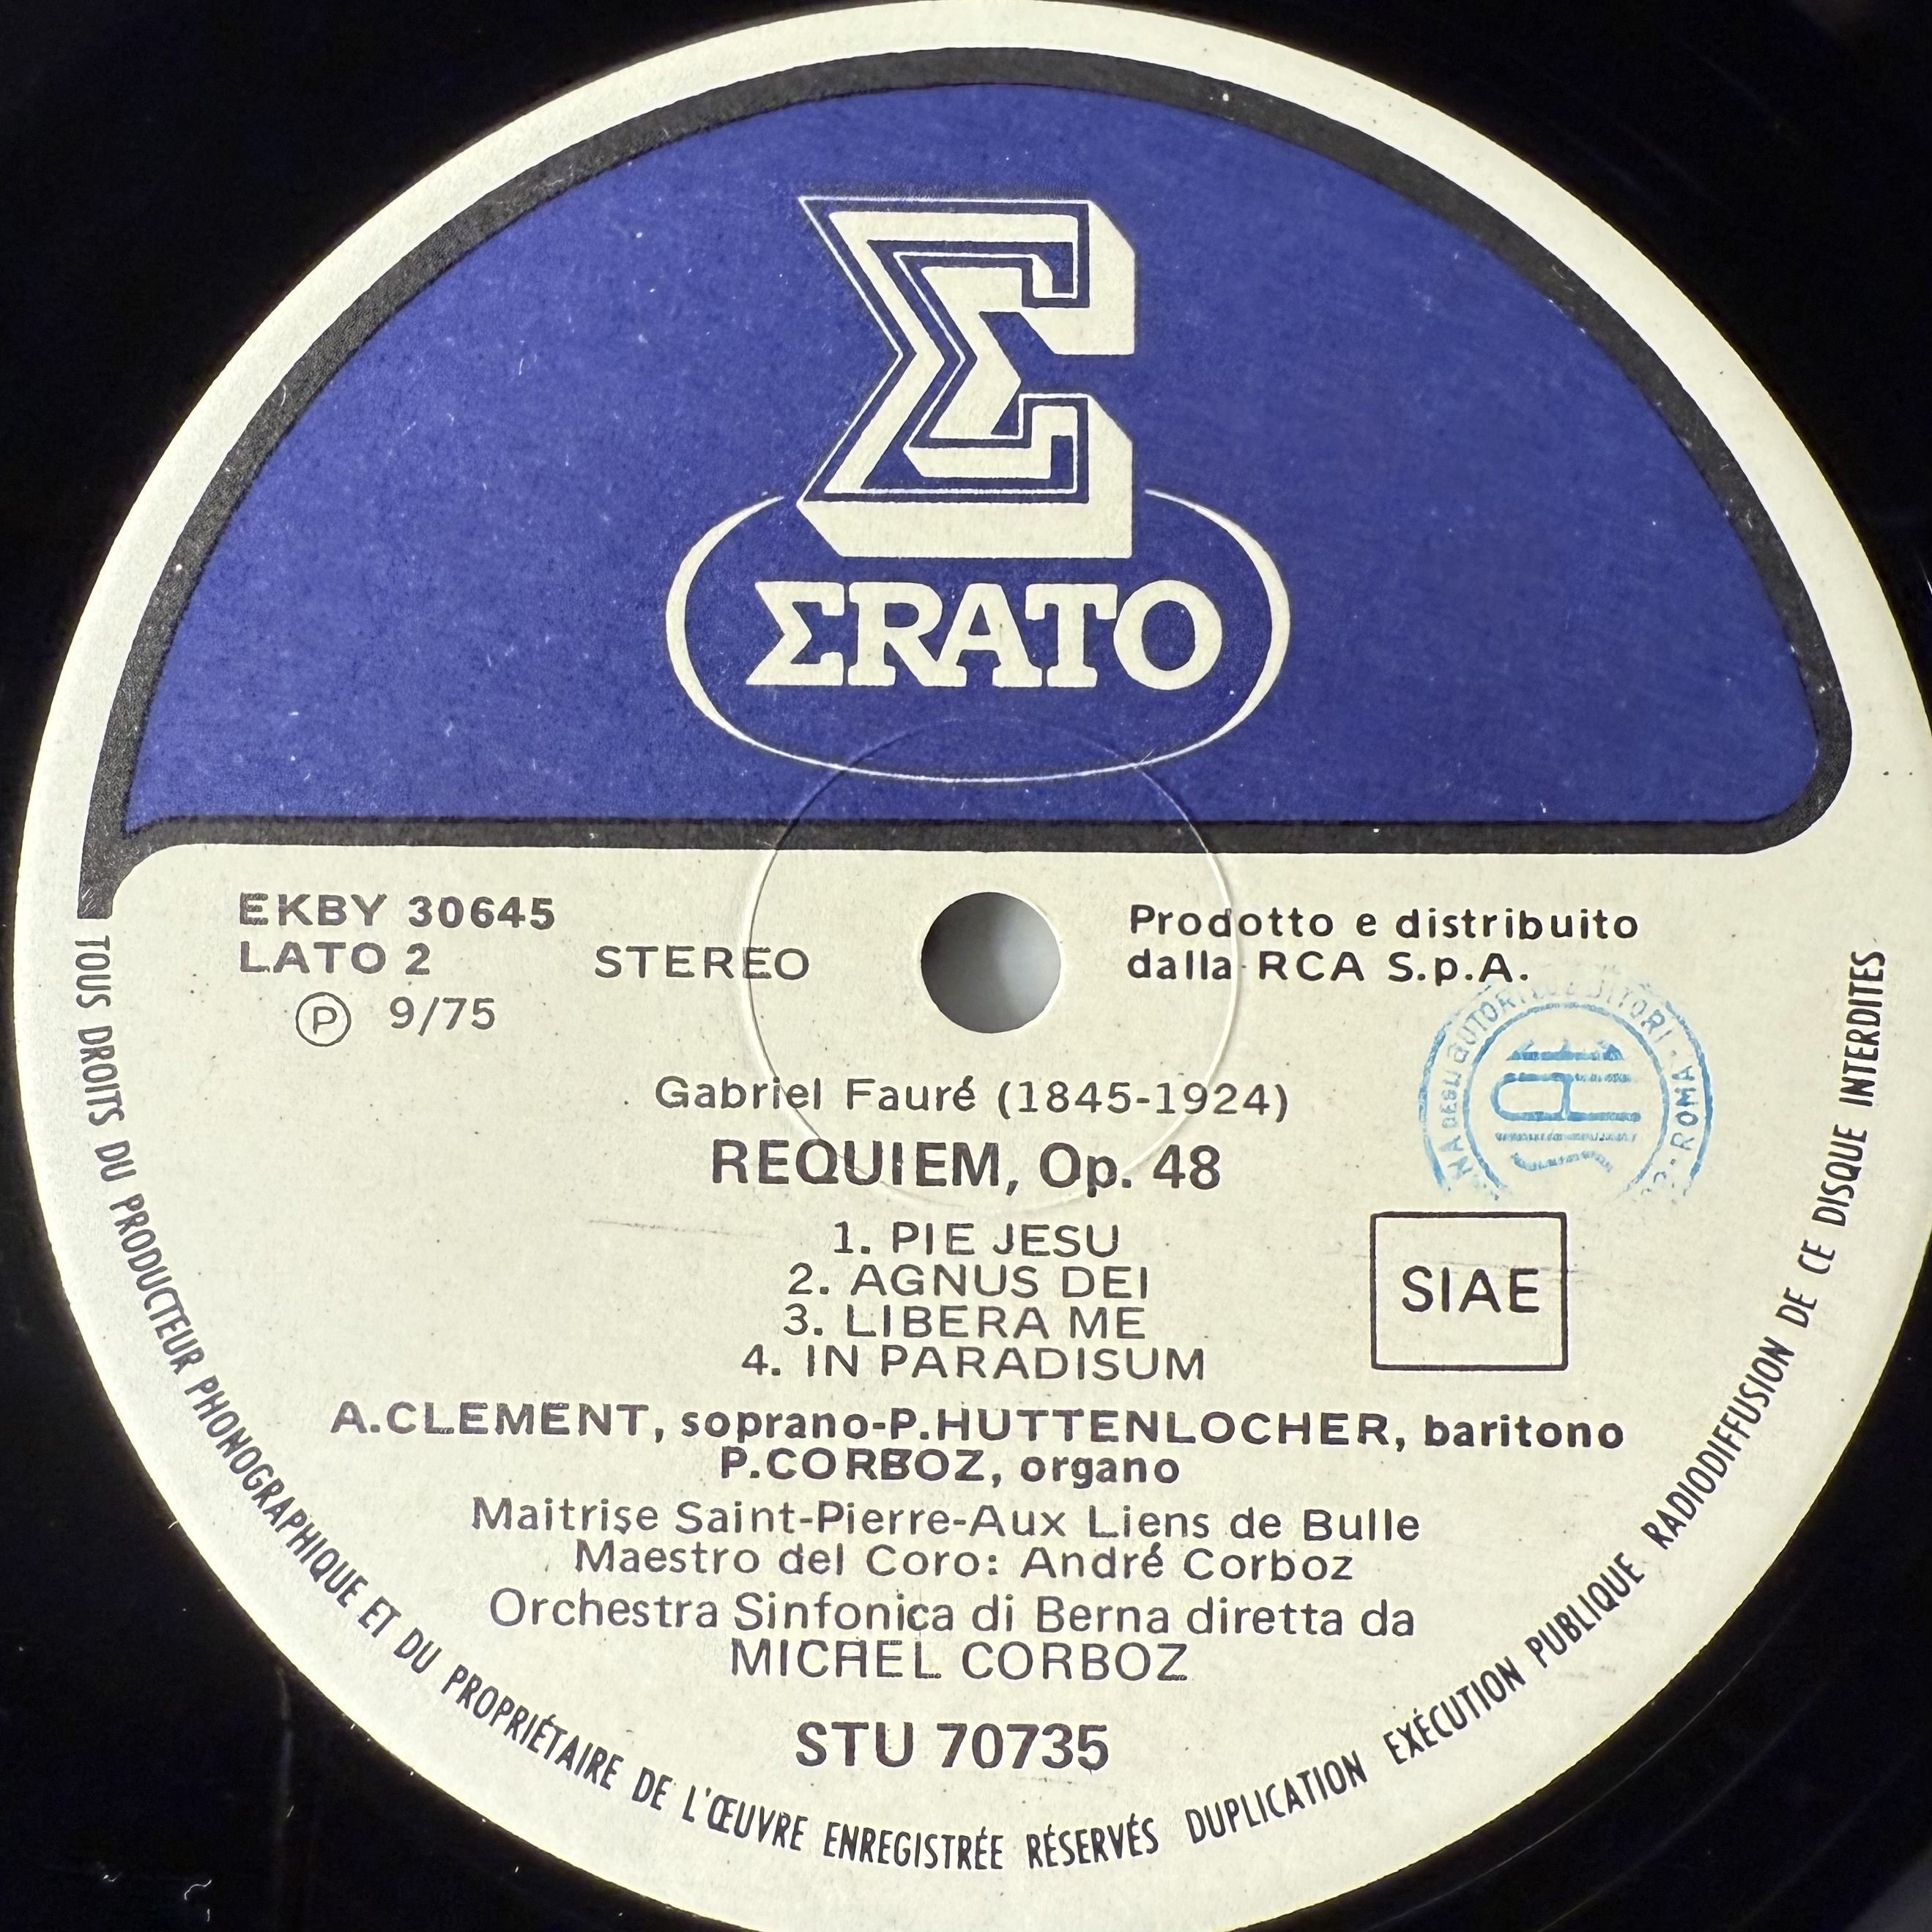 Σ
ΣRATO
EKBY 30645
LATO 2
STEREO
Ⓟ 9/75
Prodotto e distribuito
dalla RCA S.p.A.
Gabriel Fauré (1845-1924)
REQUIEM, Op. 48
1. PIE JESU
2. AGNUS DEI
3. LIBERA ME
4. IN PARADISUM
SIAE
A.CLEMENT, soprano-P.HUTTENLOCHER, baritono
P.CORBOZ, organo
Maitrise Saint-Pierre-Aux Liens de Bulle
Maestro del Coro: André Corboz
Orchestra Sinfonica di Berna diretta da
MICHEL CORBOZ
STU 70735
TOUS DROITS DU PRODUCTEUR PHONOGRAPHIQUE ET DU PROPRIÉTAIRE DE L'ŒUVRE ENREGISTRÉE RÉSERVÉS DUPLICATION EXÉCUTION PUBLIQUE RADIODIFFUSION DE CE DISQUE INTERDITES
AUTORI
EDITORI
ROMA